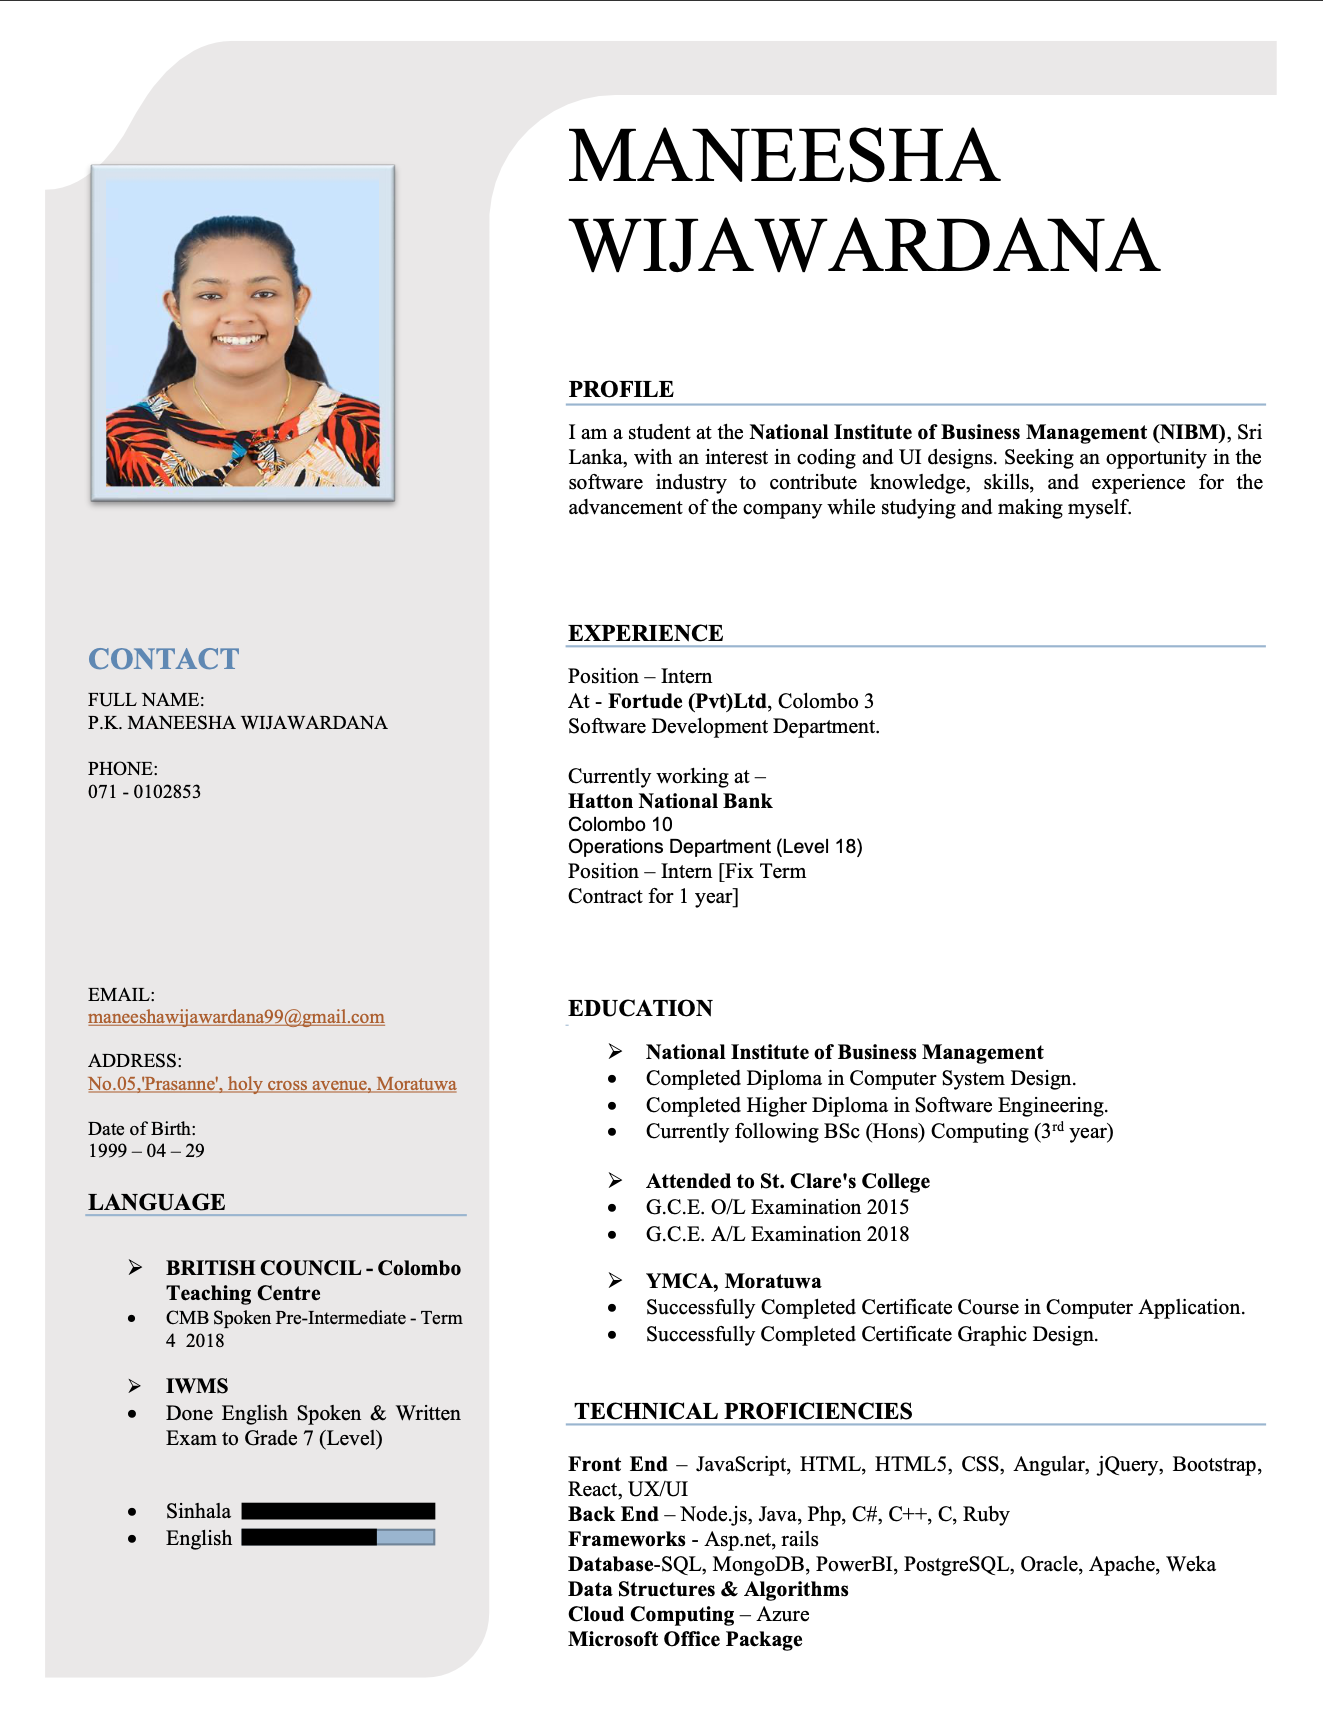 MANEESHA
WIJAWARDANA
PROFILE
I am a student at the National Institute of Business Management (NIBM), Sri
Lanka, with an interest in coding and UI designs. Seeking an opportunity in the
software industry to contribute knowledge, skills, and experience for the
advancement of the company while studying and making myself.
CONTACT
FULL NAME:
P.K. MANEESHA WIJAWARDANA
PHONE:
071 - 0102853
EMAIL:
maneeshawijawardana99@gmail.com
ADDRESS:
No.05,'Prasanne', holy cross avenue, Moratuwa
Date of Birth:
1999 – 04 – 29
LANGUAGE
➢ BRITISH COUNCIL - Colombo
Teaching Centre
• CMB Spoken Pre-Intermediate - Term
4 2018
➢ IWMS
• Done English Spoken & Written
Exam to Grade 7 (Level)
• Sinhala
• English
EXPERIENCE
Position – Intern
At - Fortude (Pvt)Ltd, Colombo 3
Software Development Department.
Currently working at –
Hatton National Bank
Colombo 10
Operations Department (Level 18)
Position – Intern [Fix Term
Contract for 1 year]
EDUCATION
➢ National Institute of Business Management
• Completed Diploma in Computer System Design.
• Completed Higher Diploma in Software Engineering.
• Currently following BSc (Hons) Computing (3rd year)
➢ Attended to St. Clare's College
• G.C.E. O/L Examination 2015
• G.C.E. A/L Examination 2018
➢ YMCA, Moratuwa
• Successfully Completed Certificate Course in Computer Application.
• Successfully Completed Certificate Graphic Design.
TECHNICAL PROFICIENCIES
Front End – JavaScript, HTML, HTML5, CSS, Angular, jQuery, Bootstrap,
React, UX/UI
Back End – Node.js, Java, Php, C#, C++, C, Ruby
Frameworks - Asp.net, rails
Database-SQL, MongoDB, PowerBI, PostgreSQL, Oracle, Apache, Weka
Data Structures & Algorithms
Cloud Computing – Azure
Microsoft Office Package